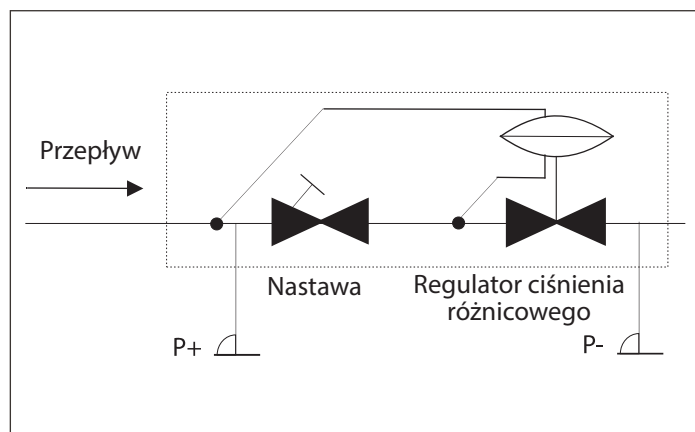 Przepływ
Nastawa
Regulator ciśnienia
różnicowego
P+
P-